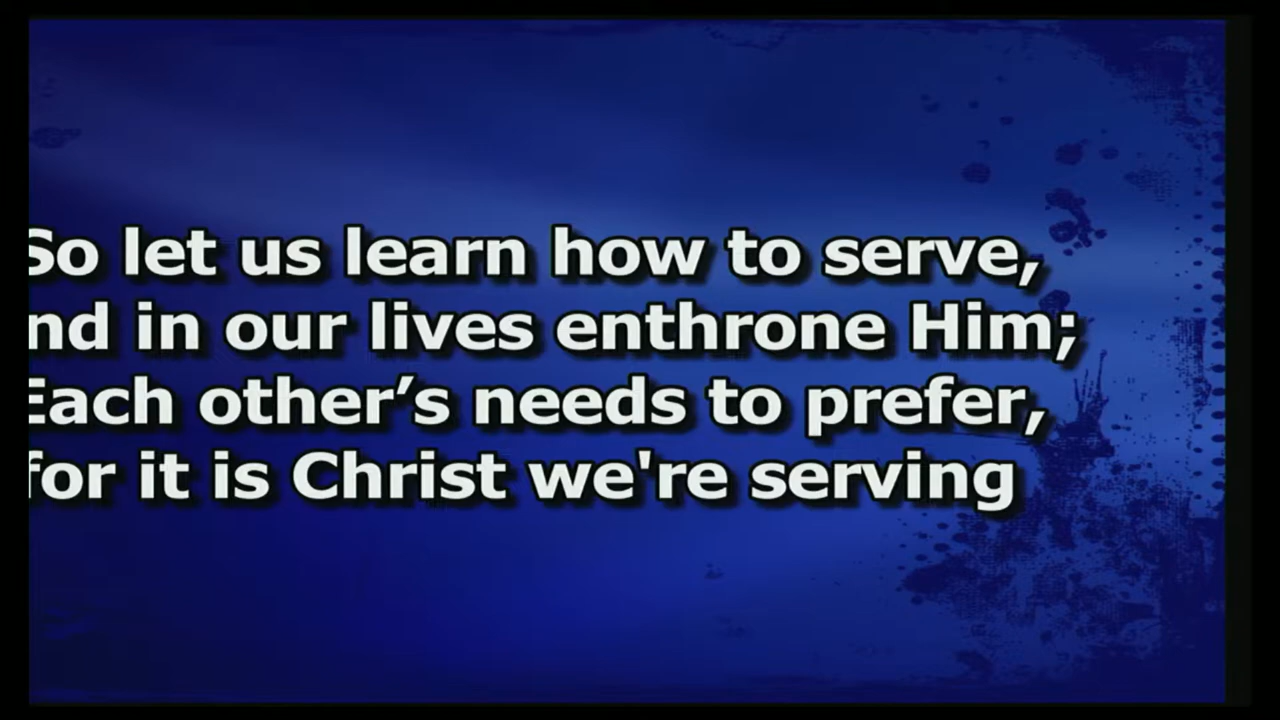 So let us learn how to serve,
nd in our lives enthrone Him;
Each other’s needs to prefer,
for it is Christ we're serving